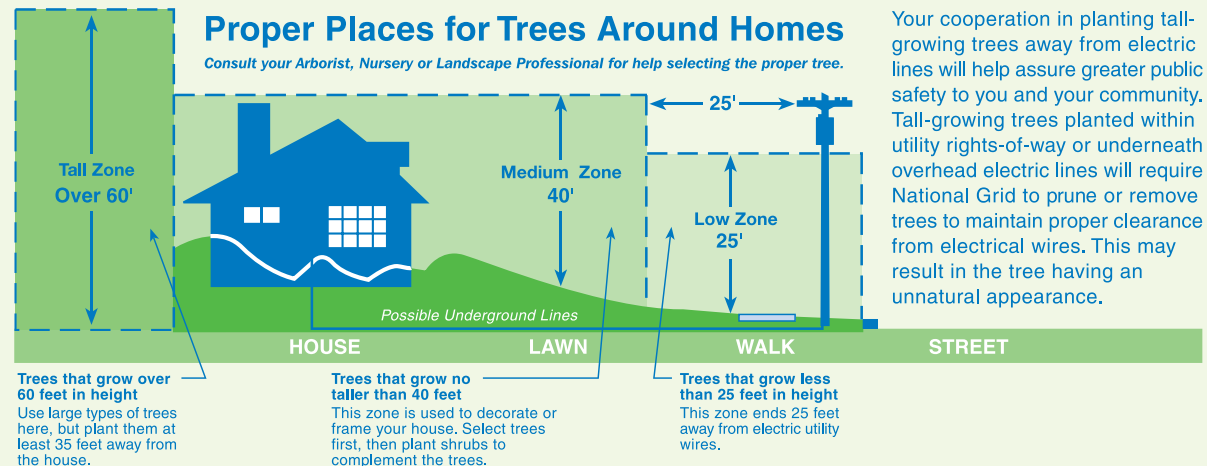 Proper Places for Trees Around Homes
Consult your Arborist, Nursery or Landscape Professional for help selecting the proper tree.
Tall Zone
Over 60'
Medium Zone
40'
25'
Low Zone
25'
Possible Underground Lines
HOUSE
LAWN
WALK
STREET
Trees that grow over
60 feet in height
Use large types of trees
here, but plant them at
least 35 feet away from
the house.
Trees that grow no
taller than 40 feet
This zone is used to decorate or
frame your house. Select trees
first, then plant shrubs to
complement the trees.
Trees that grow less
than 25 feet in height
This zone ends 25 feet
away from electric utility
wires.
Your cooperation in planting tall-
growing trees away from electric
lines will help assure greater public
safety to you and your community.
Tall-growing trees planted within
utility rights-of-way or underneath
overhead electric lines will require
National Grid to prune or remove
trees to maintain proper clearance
from electrical wires. This may
result in the tree having an
unnatural appearance.